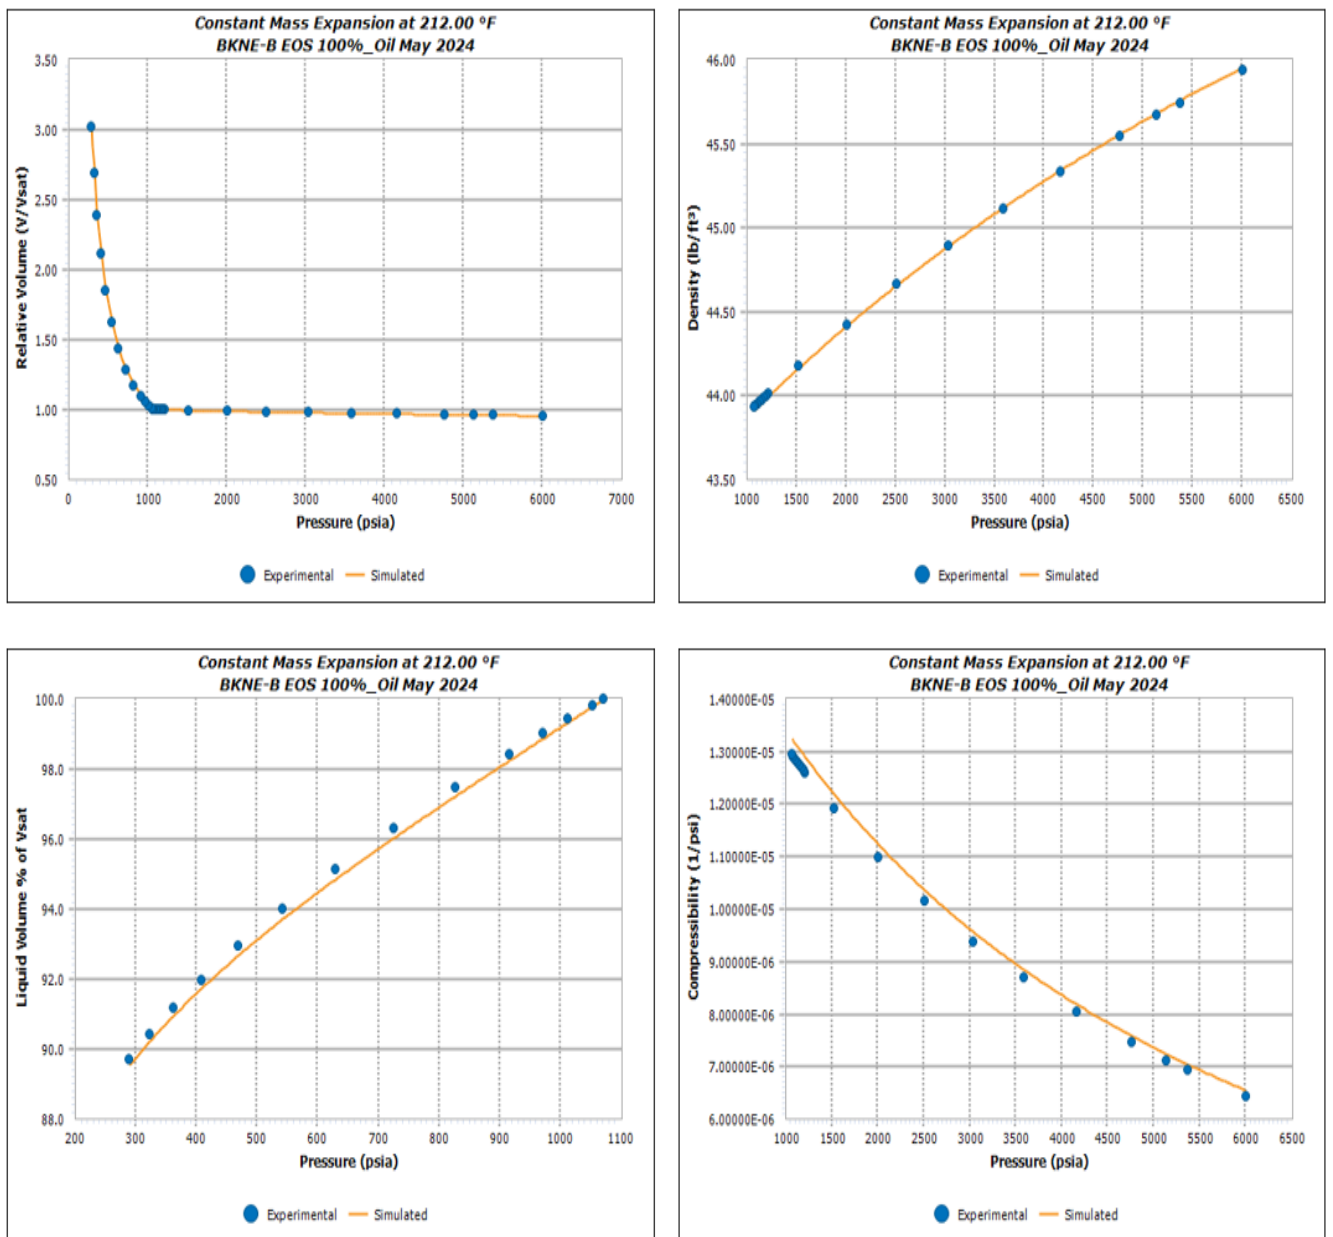 Constant Mass Expansion at 212.00 ºF
BKNE-B EOS 100%_Oil May 2024
3.50
3.00
2.50
2.00
1.50
1.00
0.50
Relative Volume (V/Vsat)
0 1000 2000 3000 4000 5000 6000 7000
Pressure (psia)
Experimental Simulated
Constant Mass Expansion at 212.00 ºF
BKNE-B EOS 100%_Oil May 2024
46.00
45.50
45.00
44.50
44.00
43.50
Density (lb/ft³)
1000 1500 2000 2500 3000 3500 4000 4500 5000 5500 6000 6500
Pressure (psia)
Experimental Simulated
Constant Mass Expansion at 212.00 ºF
BKNE-B EOS 100%_Oil May 2024
100.0
98.0
96.0
94.0
92.0
90.0
88.0
Liquid Volume % of Vsat
200 300 400 500 600 700 800 900 1000 1100
Pressure (psia)
Experimental Simulated
Constant Mass Expansion at 212.00 ºF
BKNE-B EOS 100%_Oil May 2024
1.40000E-05
1.30000E-05
1.20000E-05
1.10000E-05
1.00000E-05
9.00000E-06
8.00000E-06
7.00000E-06
6.00000E-06
Compressibility (1/psi)
1000 1500 2000 2500 3000 3500 4000 4500 5000 5500 6000 6500
Pressure (psia)
Experimental Simulated